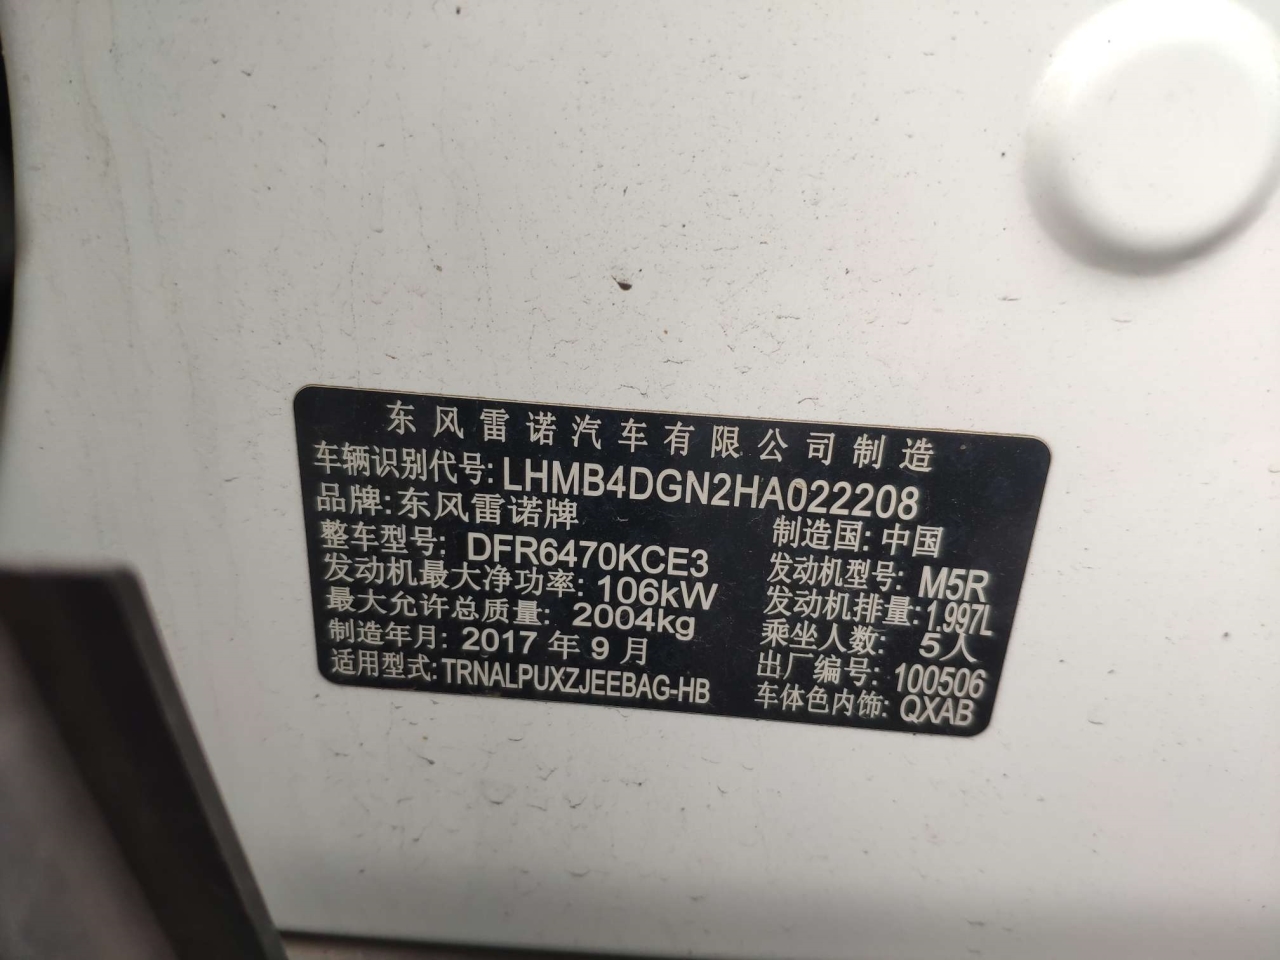 东风雷诺汽车有限公司制造
车辆识别代号: LHMB4DGN2HA022208
品牌: 东风雷诺牌 制造国: 中国
整车型号: DFR6470KCE3 发动机型号: M5R
发动机最大净功率: 106kW 发动机排量: 1.997L
最大允许总质量: 2004kg 乘坐人数: 5人
制造年月: 2017 年 9 月 出厂编号: 100506
适用型式: TRNALPUXZJEEBAG-HB 车体色内饰: QXAB